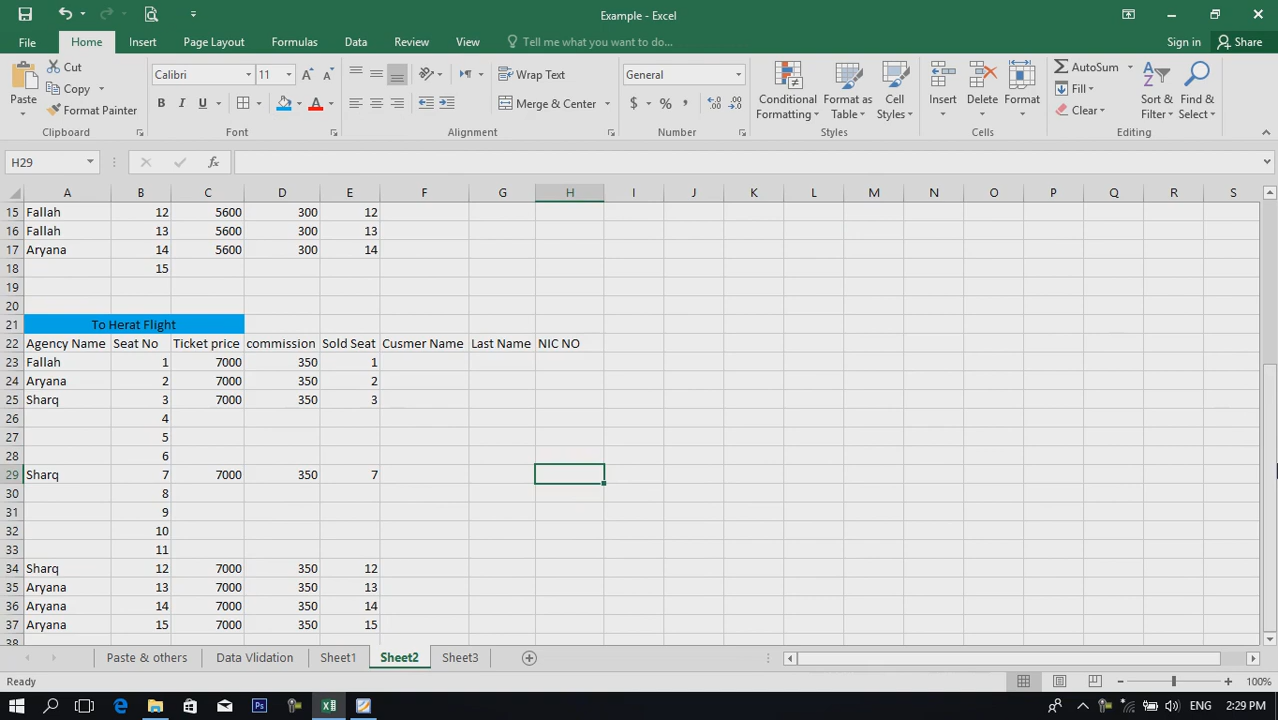 Example - Excel
File Home Insert Page Layout Formulas Data Review View Tell me what you want to do... Sign in Share
Paste Cut Copy Format Painter Clipboard
Calibri 11 B I U A Font
Wrap Text Merge & Center Alignment
General $ % , Number
Conditional Formatting Format as Table Cell Styles Styles
Insert Delete Format Cells
AutoSum Fill Clear Sort & Filter Find & Select Editing
H29 fx
A B C D E F G H I J K L M N O P Q R S
15 Fallah 12 5600 300 12
16 Fallah 13 5600 300 13
17 Aryana 14 5600 300 14
18 15
19
20
21 To Herat Flight
22 Agency Name Seat No Ticket price commission Sold Seat Cusmer Name Last Name NIC NO
23 Fallah 1 7000 350 1
24 Aryana 2 7000 350 2
25 Sharq 3 7000 350 3
26 4
27 5
28 6
29 Sharq 7 7000 350 7
30 8
31 9
32 10
33 11
34 Sharq 12 7000 350 12
35 Aryana 13 7000 350 13
36 Aryana 14 7000 350 14
37 Aryana 15 7000 350 15
38
Paste & others Data Vlidation Sheet1 Sheet2 Sheet3
Ready 100%
Ps ENG 2:29 PM